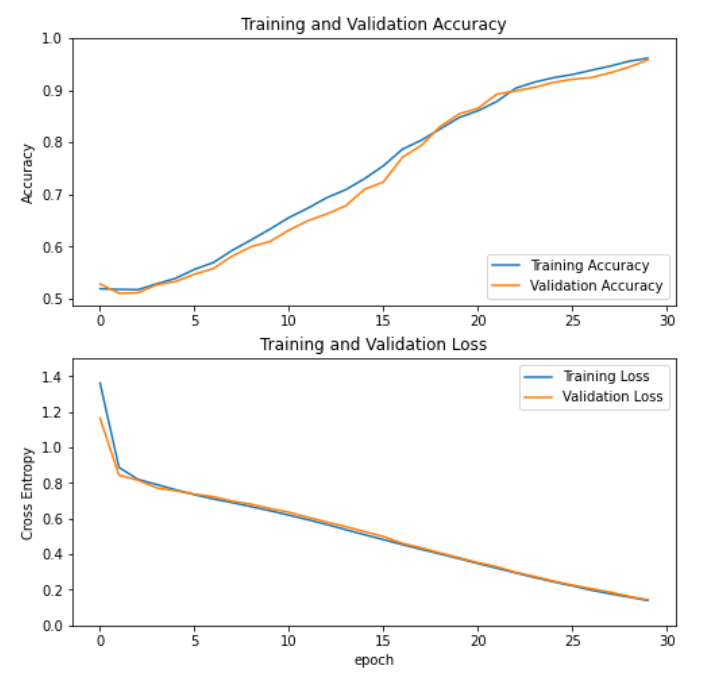 Training and Validation Accuracy
1.0
0.9
0.8
0.7
0.6
0.5
Accuracy
Training Accuracy
Validation Accuracy
0 5 10 15 20 25 30
Training and Validation Loss
1.4
1.2
1.0
0.8
0.6
0.4
0.2
0.0
Cross Entropy
Training Loss
Validation Loss
0 5 10 15 20 25 30
epoch